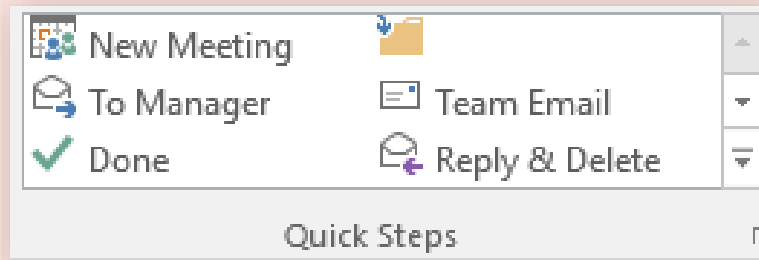 New Meeting
To Manager
Team Email
Done
Reply & Delete
Quick Steps